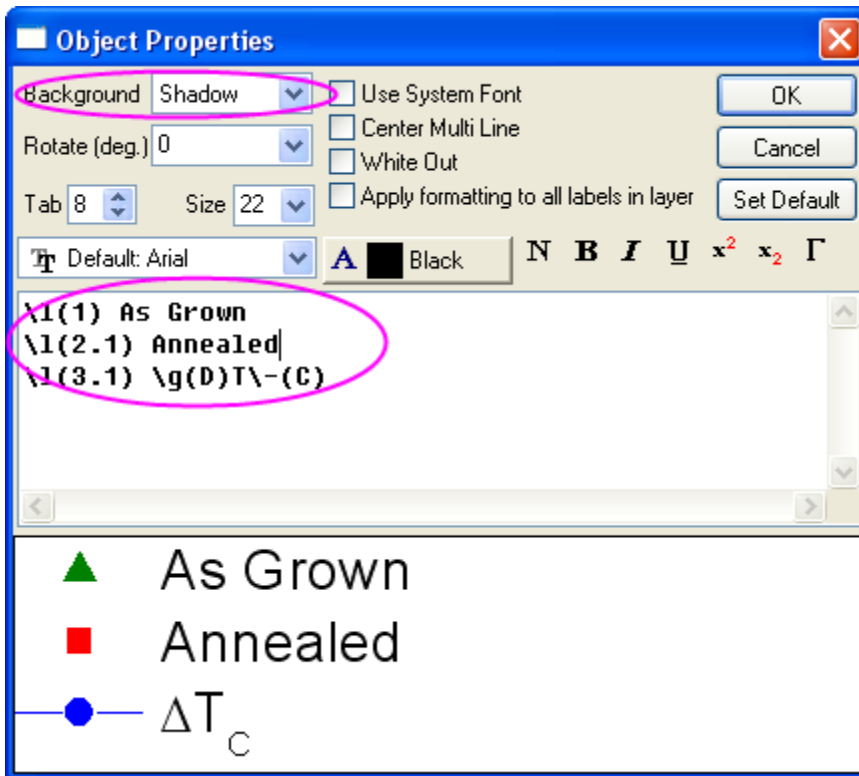 Object Properties
Background Shadow Use System Font OK
Center Multi Line
Rotate (deg.) 0 White Out Cancel
Tab 8 Size 22 Apply formatting to all labels in layer Set Default
Default: Arial A Black N B I U x² x₂ Γ
\l(1) As Grown
\l(2.1) Annealed
\l(3.1) \g(D)T\-(C)
As Grown
Annealed
ΔT_C